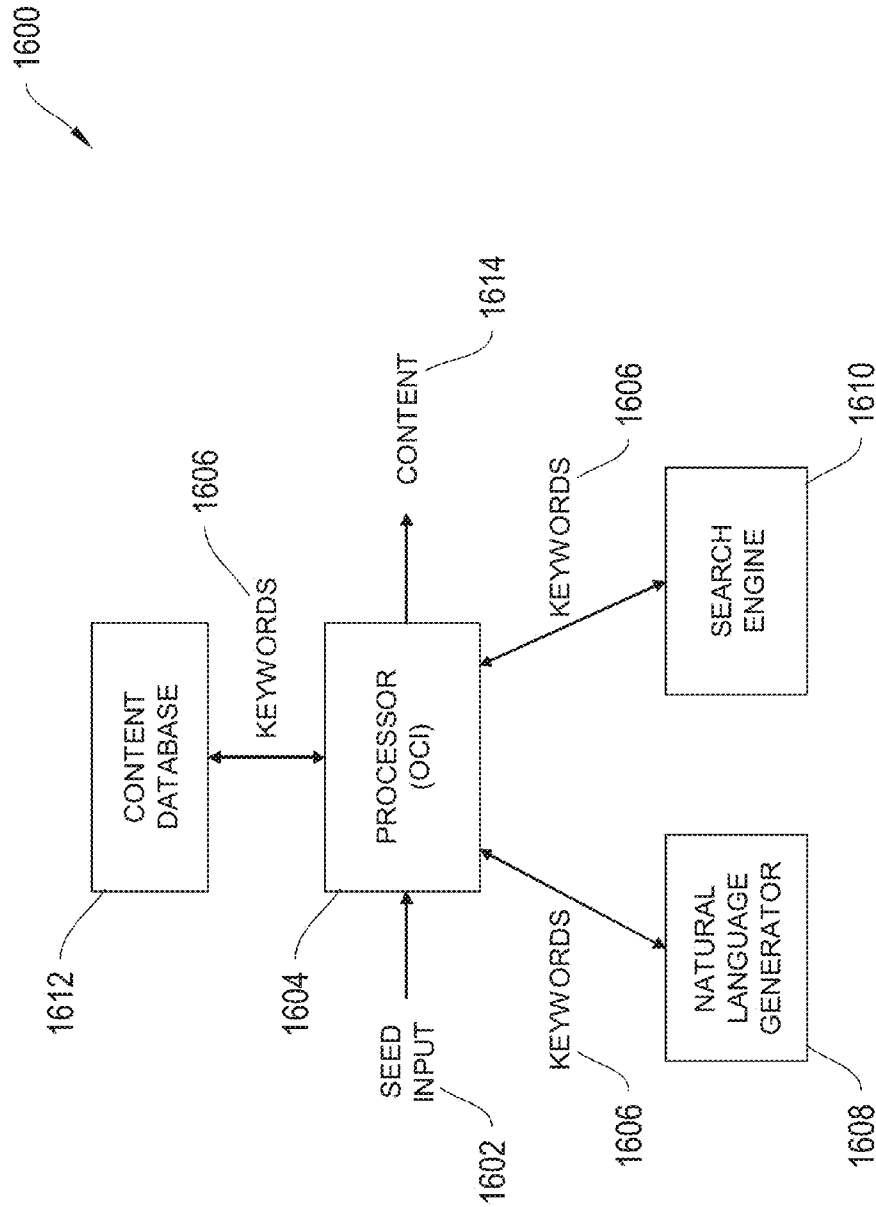 1600
CONTENT
DATABASE
1612
KEYWORDS
1606
SEED
INPUT
1602
PROCESSOR
(OCI)
1604
CONTENT
1614
KEYWORDS
1606
KEYWORDS
1606
NATURAL
LANGUAGE
GENERATOR
1608
SEARCH
ENGINE
1610